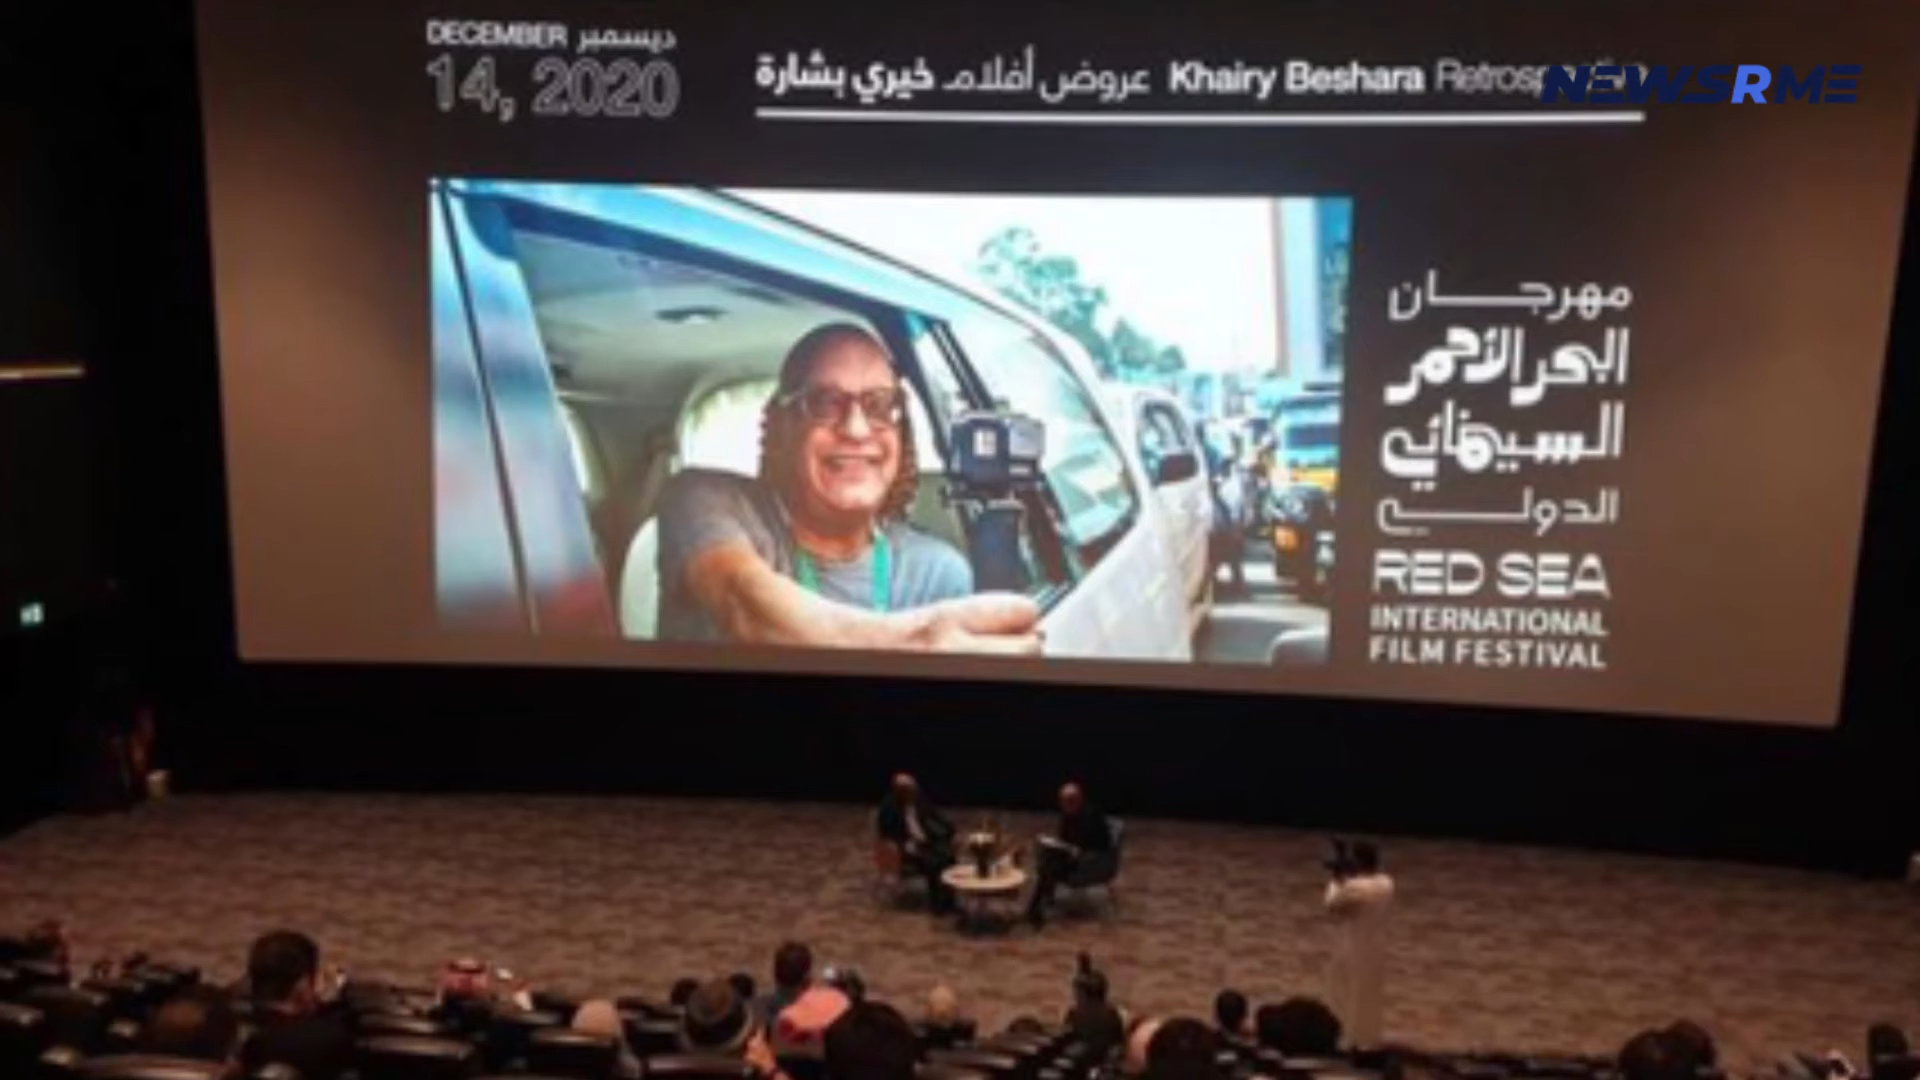 DECEMBER ديسمبر
14, 2020
عروض أفلام خيري بشارة Khairy Beshara
NEWSRME
مهرجان
البحر الأحمر
السينمائي
الدولي
RED SEA
INTERNATIONAL
FILM FESTIVAL